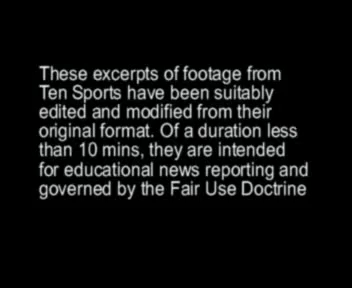 These excerpts of footage from
Ten Sports have been suitably
edited and modified from their
original format. Of a duration less
than 10 mins, they are intended
for educational news reporting and
governed by the Fair Use Doctrine